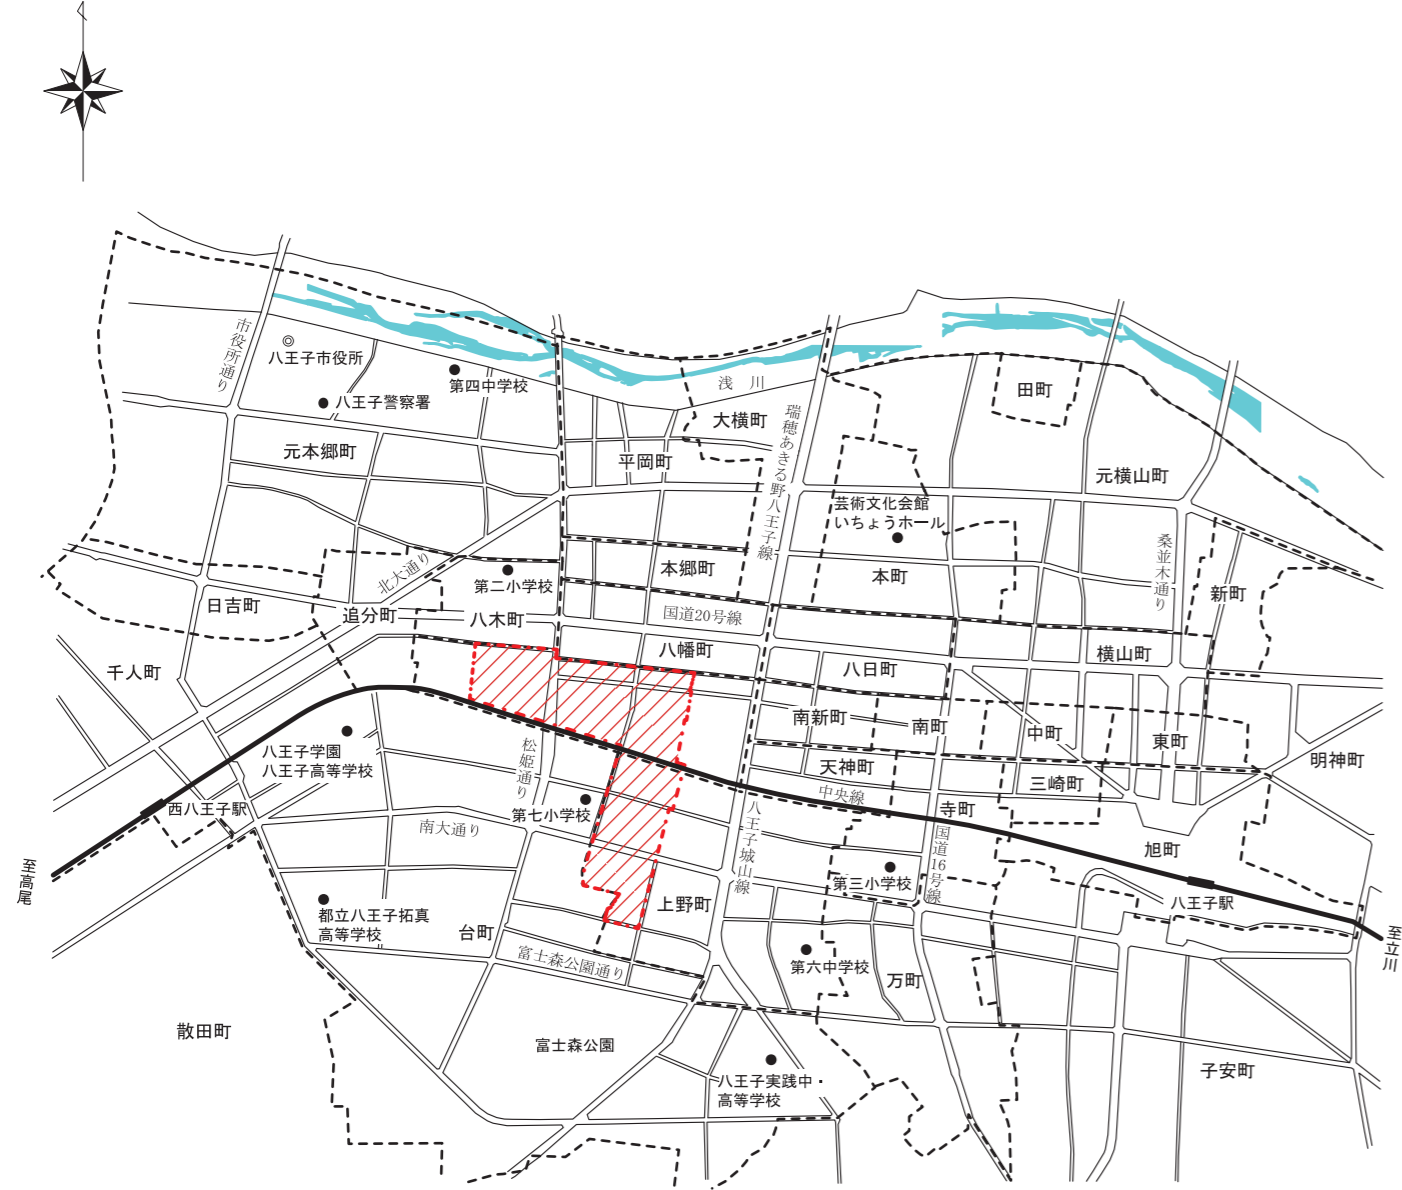 市役所通り
八王子市役所
八王子警察署
第四中学校
浅 川
大横町
瑞穂あきる野八王子線
田町
元本郷町
平岡町
元横山町
芸術文化会館
いちょうホール
北大通り
第二小学校
本郷町
本町
桑並木通り
新町
日吉町
追分町
八木町
国道20号線
八幡町
八日町
横山町
千人町
南新町
南町
中町
東町
明神町
八王子学園
八王子高等学校
松姫通り
天神町
三崎町
中央線
西八王子駅
第七小学校
南大通り
八王子城山線
寺町
国道16号線
旭町
至高尾
第三小学校
八王子駅
都立八王子拓真
高等学校
台町
上野町
至立川
富士森公園通り
第六中学校
万町
散田町
富士森公園
八王子実践中・
高等学校
子安町